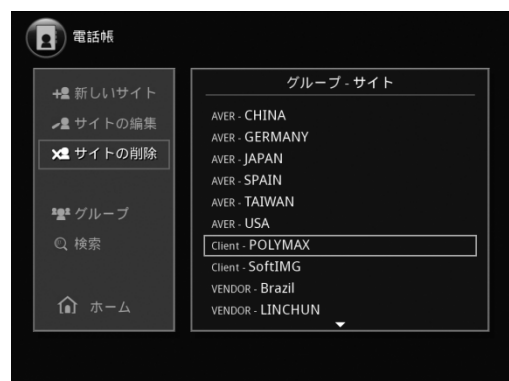 電話帳
新しいサイト
サイトの編集
サイトの削除
グループ
検索
ホーム
グループ - サイト
AVER - CHINA
AVER - GERMANY
AVER - JAPAN
AVER - SPAIN
AVER - TAIWAN
AVER - USA
Client - POLYMAX
Client - SoftIMG
VENDOR - Brazil
VENDOR - LINCHUN